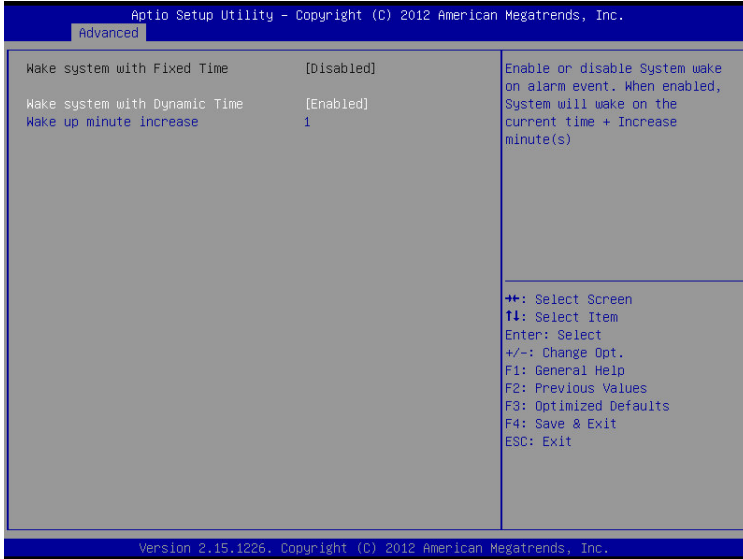 Aptio Setup Utility – Copyright (C) 2012 American Megatrends, Inc.
Advanced
Wake system with Fixed Time [Disabled]
Wake system with Dynamic Time [Enabled]
Wake up minute increase 1
Enable or disable System wake
on alarm event. When enabled,
System will wake on the
current time + Increase
minute(s)
→←: Select Screen
↑↓: Select Item
Enter: Select
+/-: Change Opt.
F1: General Help
F2: Previous Values
F3: Optimized Defaults
F4: Save & Exit
ESC: Exit
Version 2.15.1226. Copyright (C) 2012 American Megatrends, Inc.